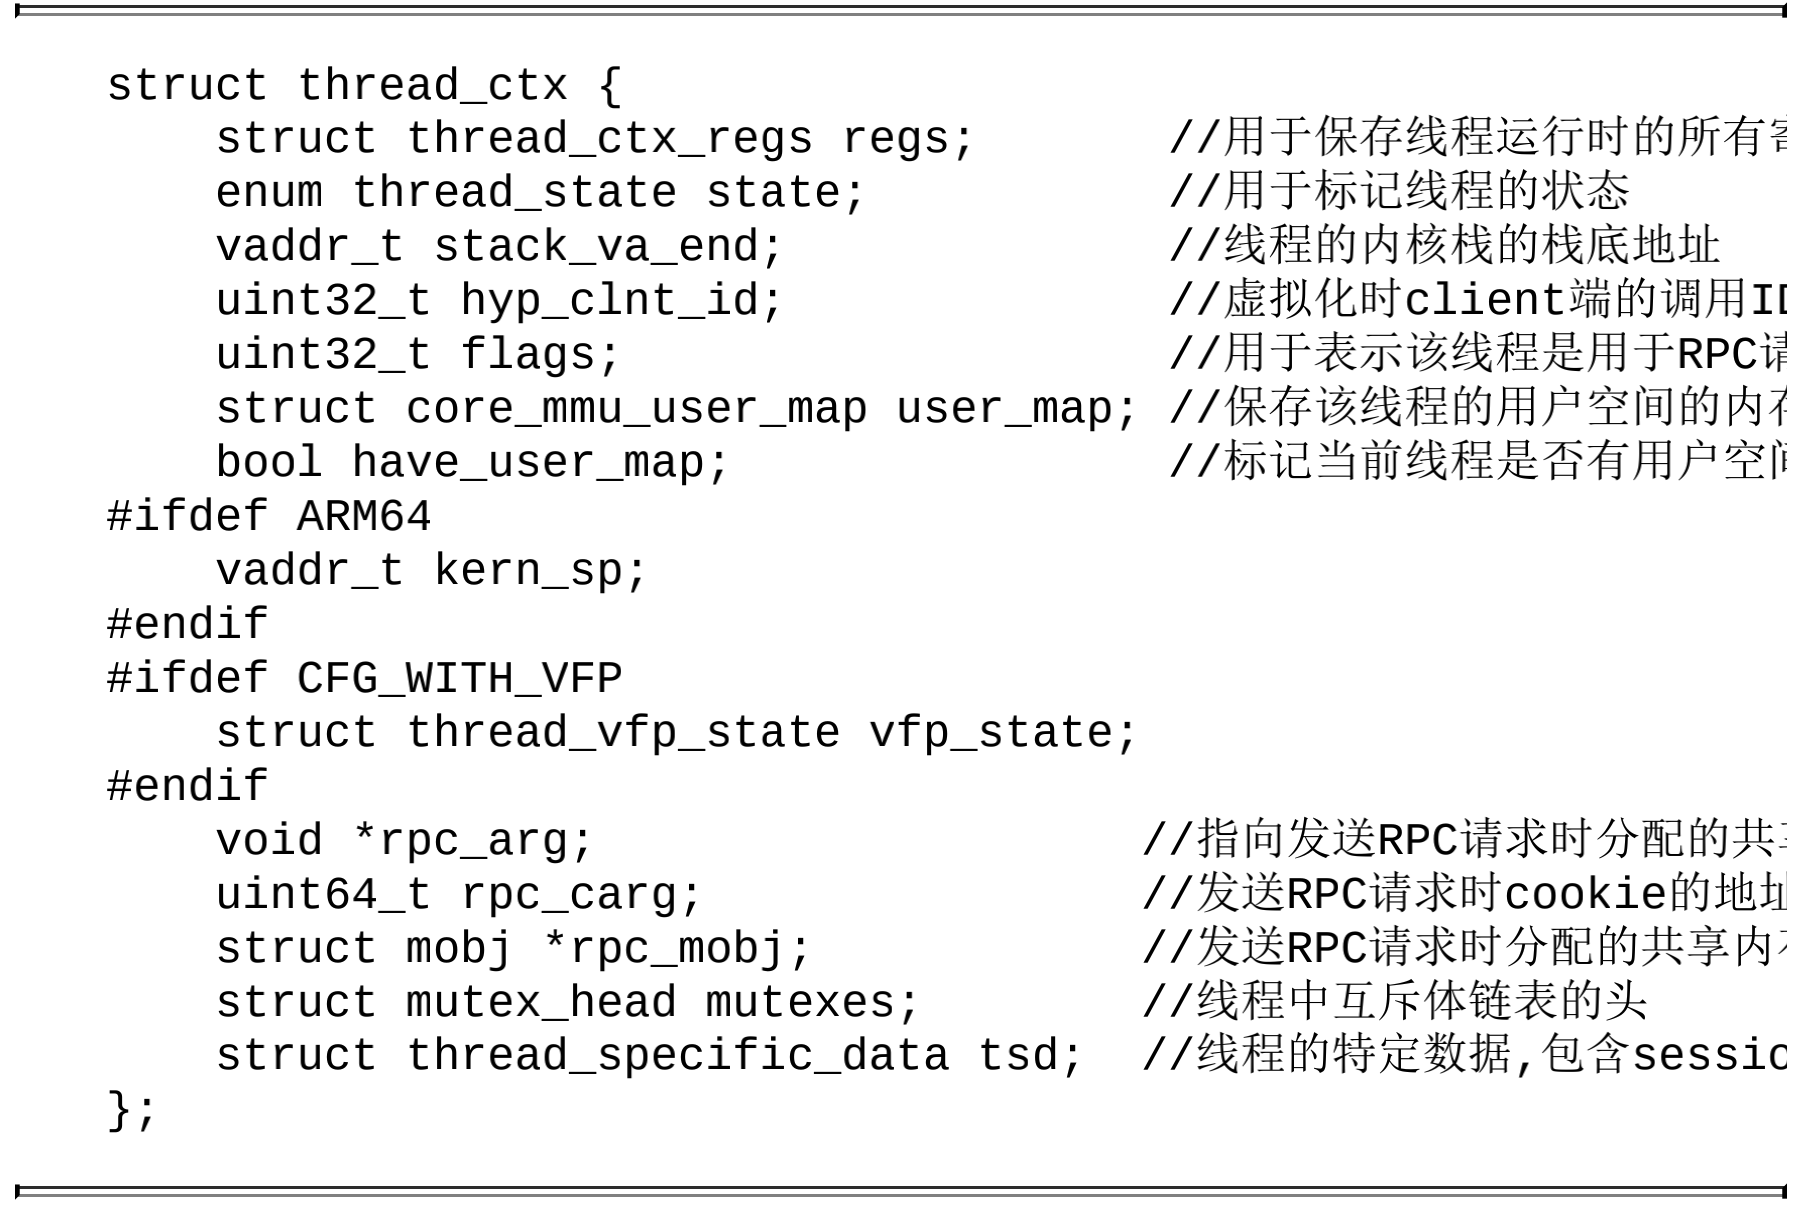 struct thread_ctx {
struct thread_ctx_regs regs; //用于保存线程运行时的所有
enum thread_state state; //用于标记线程的状态
vaddr_t stack_va_end; //线程的内核栈的栈底地址
uint32_t hyp_clnt_id; //虚拟化时client端的调用ID
uint32_t flags; //用于表示该线程是用于RPC请
struct core_mmu_user_map user_map; //保存该线程的用户空间的内存
bool have_user_map; //标记当前线程是否有用户空间
#ifdef ARM64
vaddr_t kern_sp;
#endif
#ifdef CFG_WITH_VFP
struct thread_vfp_state vfp_state;
#endif
void *rpc_arg; //指向发送RPC请求时分配的共
uint64_t rpc_carg; //发送RPC请求时cookie的地址
struct mobj *rpc_mobj; //发送RPC请求时分配的共享内
struct mutex_head mutexes; //线程中互斥体链表的头
struct thread_specific_data tsd; //线程的特定数据,包含sessio
};